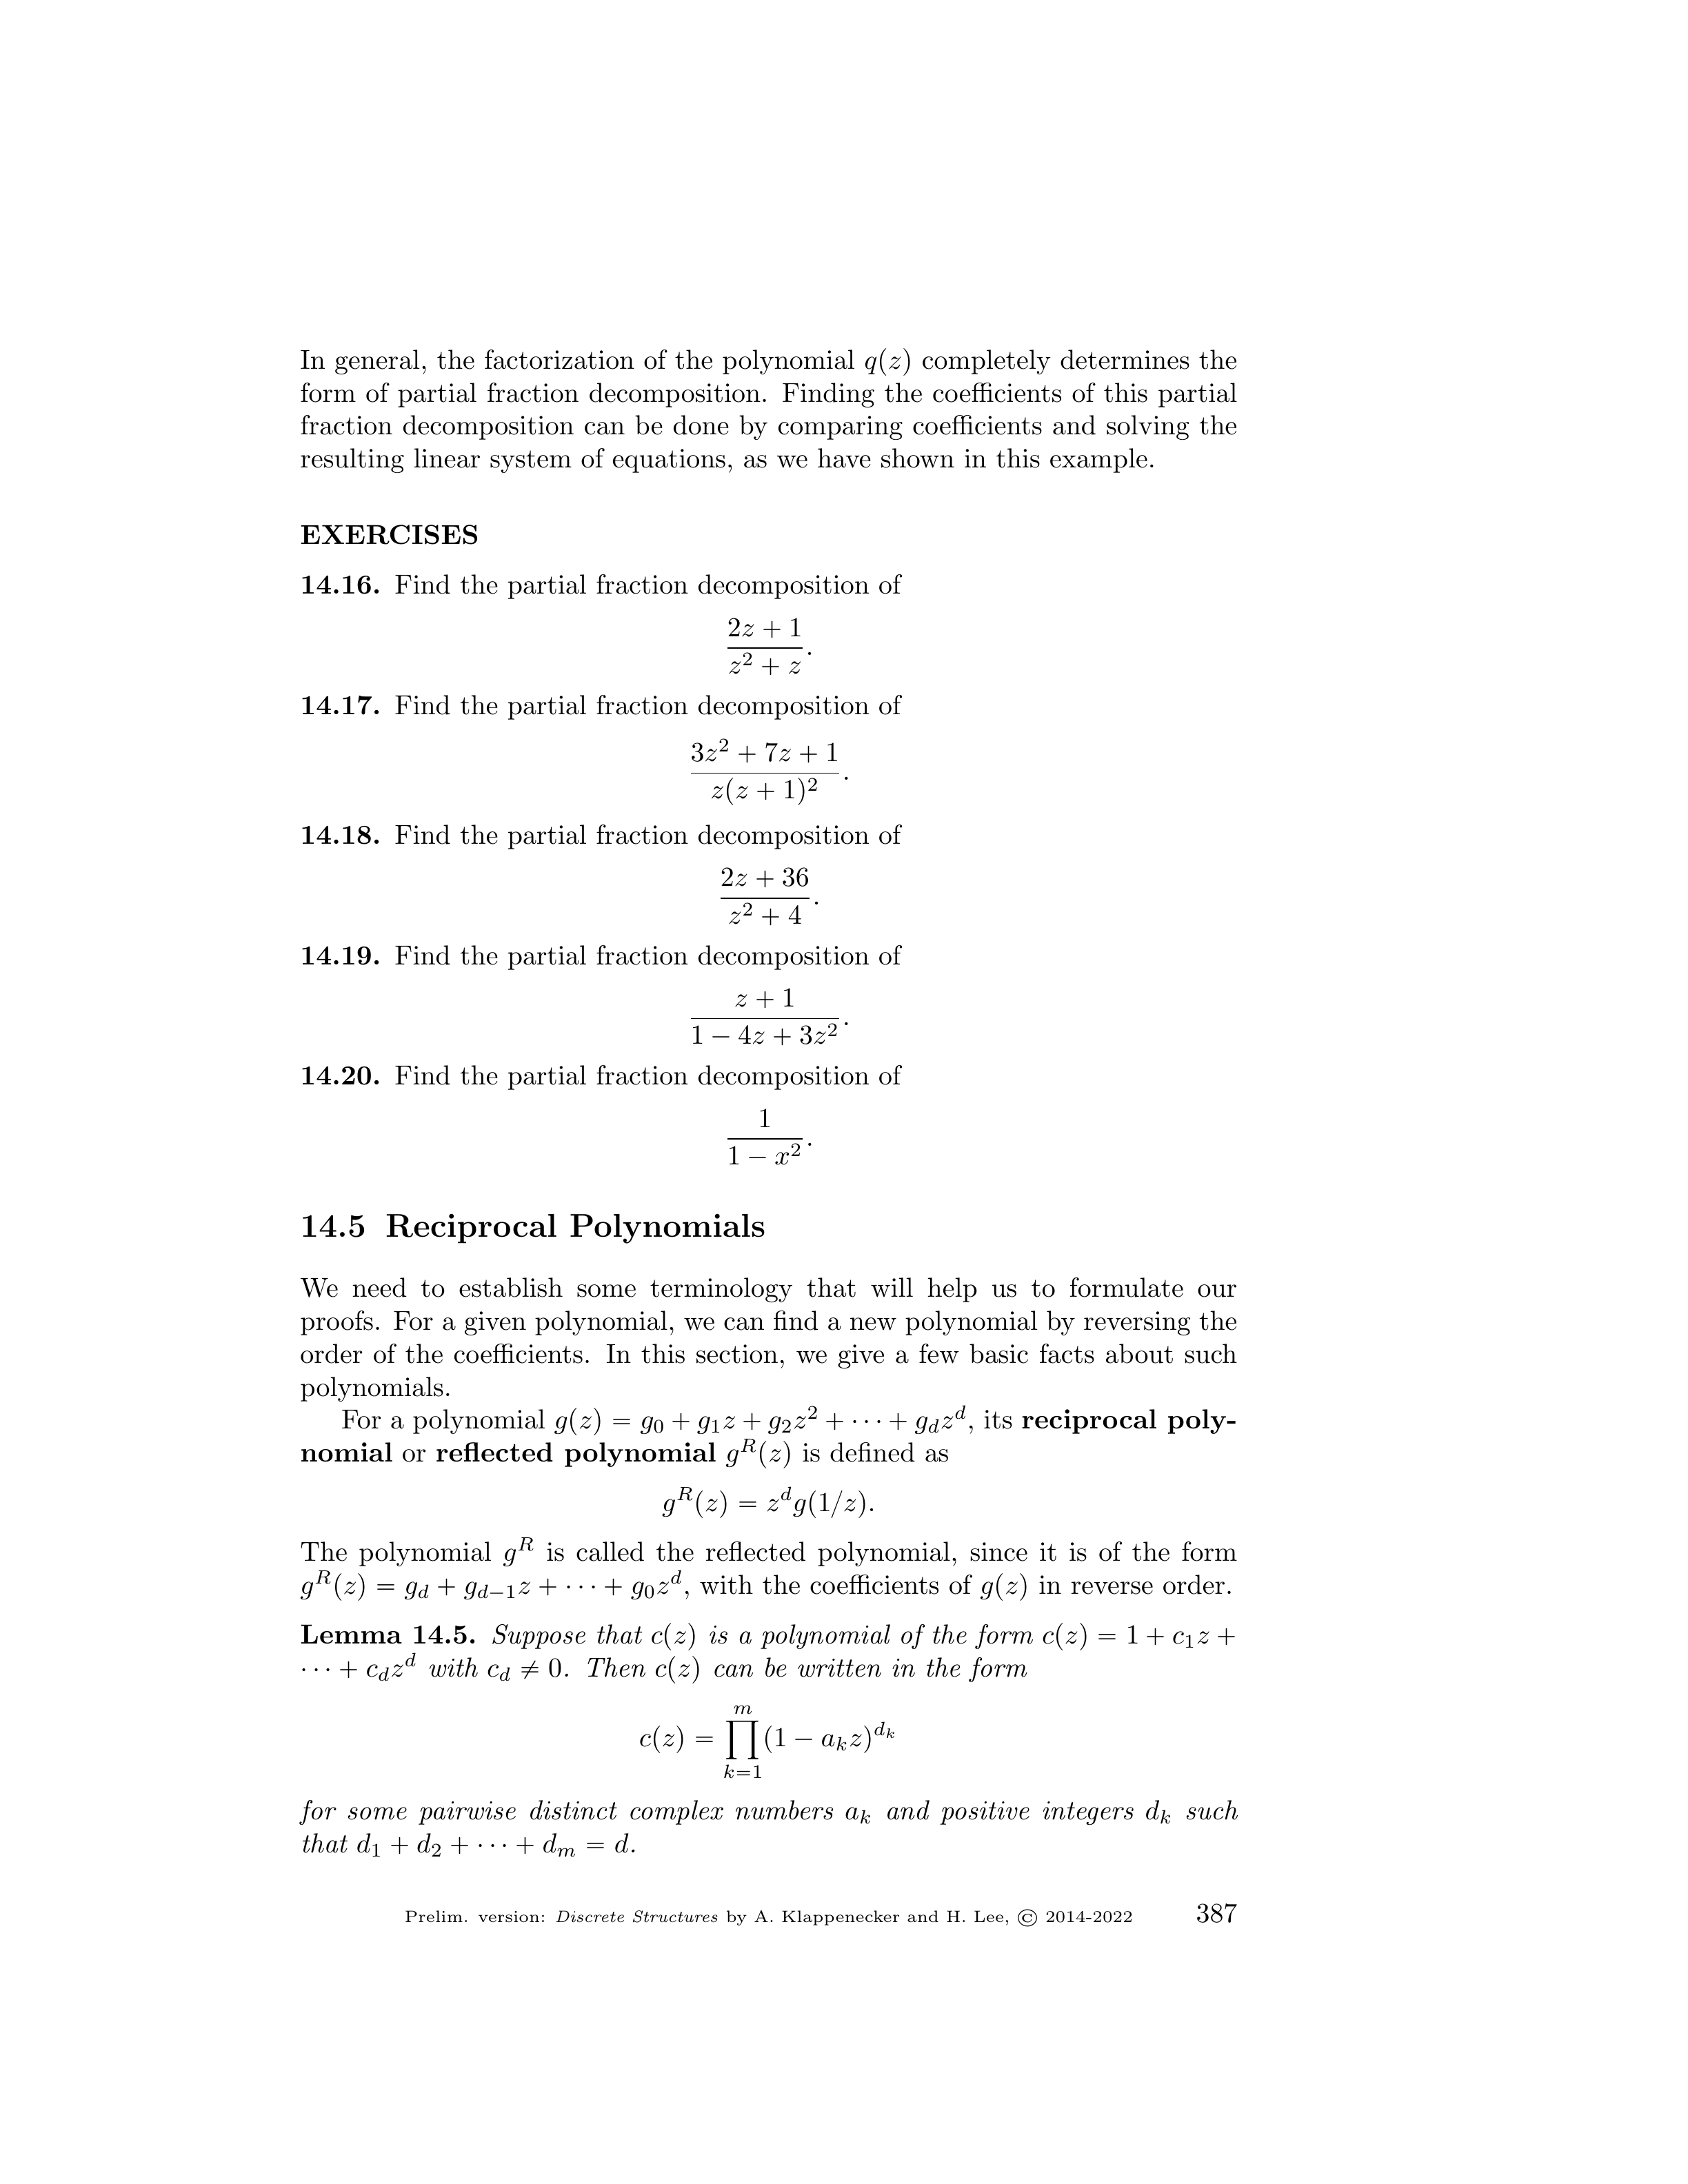 In general, the factorization of the polynomial q(z) completely determines the
form of partial fraction decomposition. Finding the coefficients of this partial
fraction decomposition can be done by comparing coefficients and solving the
resulting linear system of equations, as we have shown in this example.
EXERCISES
14.16. Find the partial fraction decomposition of
\frac{2z + 1}{z^2 + z}.
14.17. Find the partial fraction decomposition of
\frac{3z^2 + 7z + 1}{z(z + 1)^2}.
14.18. Find the partial fraction decomposition of
\frac{2z + 36}{z^2 + 4}.
14.19. Find the partial fraction decomposition of
\frac{z + 1}{1 − 4z + 3z^2}.
14.20. Find the partial fraction decomposition of
\frac{1}{1 − x^2}.
14.5 Reciprocal Polynomials
We need to establish some terminology that will help us to formulate our
proofs. For a given polynomial, we can find a new polynomial by reversing the
order of the coefficients. In this section, we give a few basic facts about such
polynomials.
For a polynomial g(z) = g_0 + g_1z + g_2z^2 + ··· + g_dz^d, its reciprocal poly-
nomial or reflected polynomial g^R(z) is defined as
g^R(z) = z^dg(1/z).
The polynomial g^R is called the reflected polynomial, since it is of the form
g^R(z) = g_d + g_{d−1}z + ··· + g_0z^d, with the coefficients of g(z) in reverse order.
Lemma 14.5. Suppose that c(z) is a polynomial of the form c(z) = 1 + c_1z +
··· + c_dz^d with c_d ≠ 0. Then c(z) can be written in the form
c(z) = \prod_{k=1}^{m} (1 − a_kz)^{d_k}
for some pairwise distinct complex numbers a_k and positive integers d_k such
that d_1 + d_2 + ··· + d_m = d.
Prelim. version: Discrete Structures by A. Klappenecker and H. Lee, © 2014-2022 387